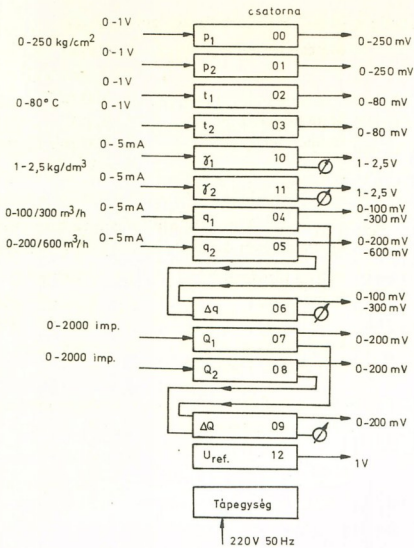 csatorna
0-1V p₁ 00 0-250 mV
0-250 kg/cm²
0-1V p₂ 01 0-250 mV
0-1V t₁ 02 0-80 mV
0-80° C
0-1V t₂ 03 0-80 mV
0-5mA γ₁ 10 1-2,5V
1-2,5 kg/dm³
0-5mA γ₂ 11 1-2,5V
0-100/300 m³/h 0-5mA q₁ 04 0-100 mV
-300mV
0-200/600 m³/h 0-5mA q₂ 05 0-200 mV
-600 mV
Δq 06 0-100 mV
-300 mV
0-2000 imp. Q₁ 07 0-200 mV
0-2000 imp. Q₂ 08 0-200 mV
ΔQ 09 0-200 mV
U ref. 12 1V
Tápegység
220V 50 Hz